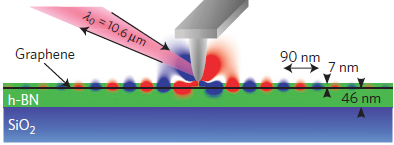 λ₀ = 10.6 μm
Graphene
90 nm
7 nm
h-BN
46 nm
SiO₂